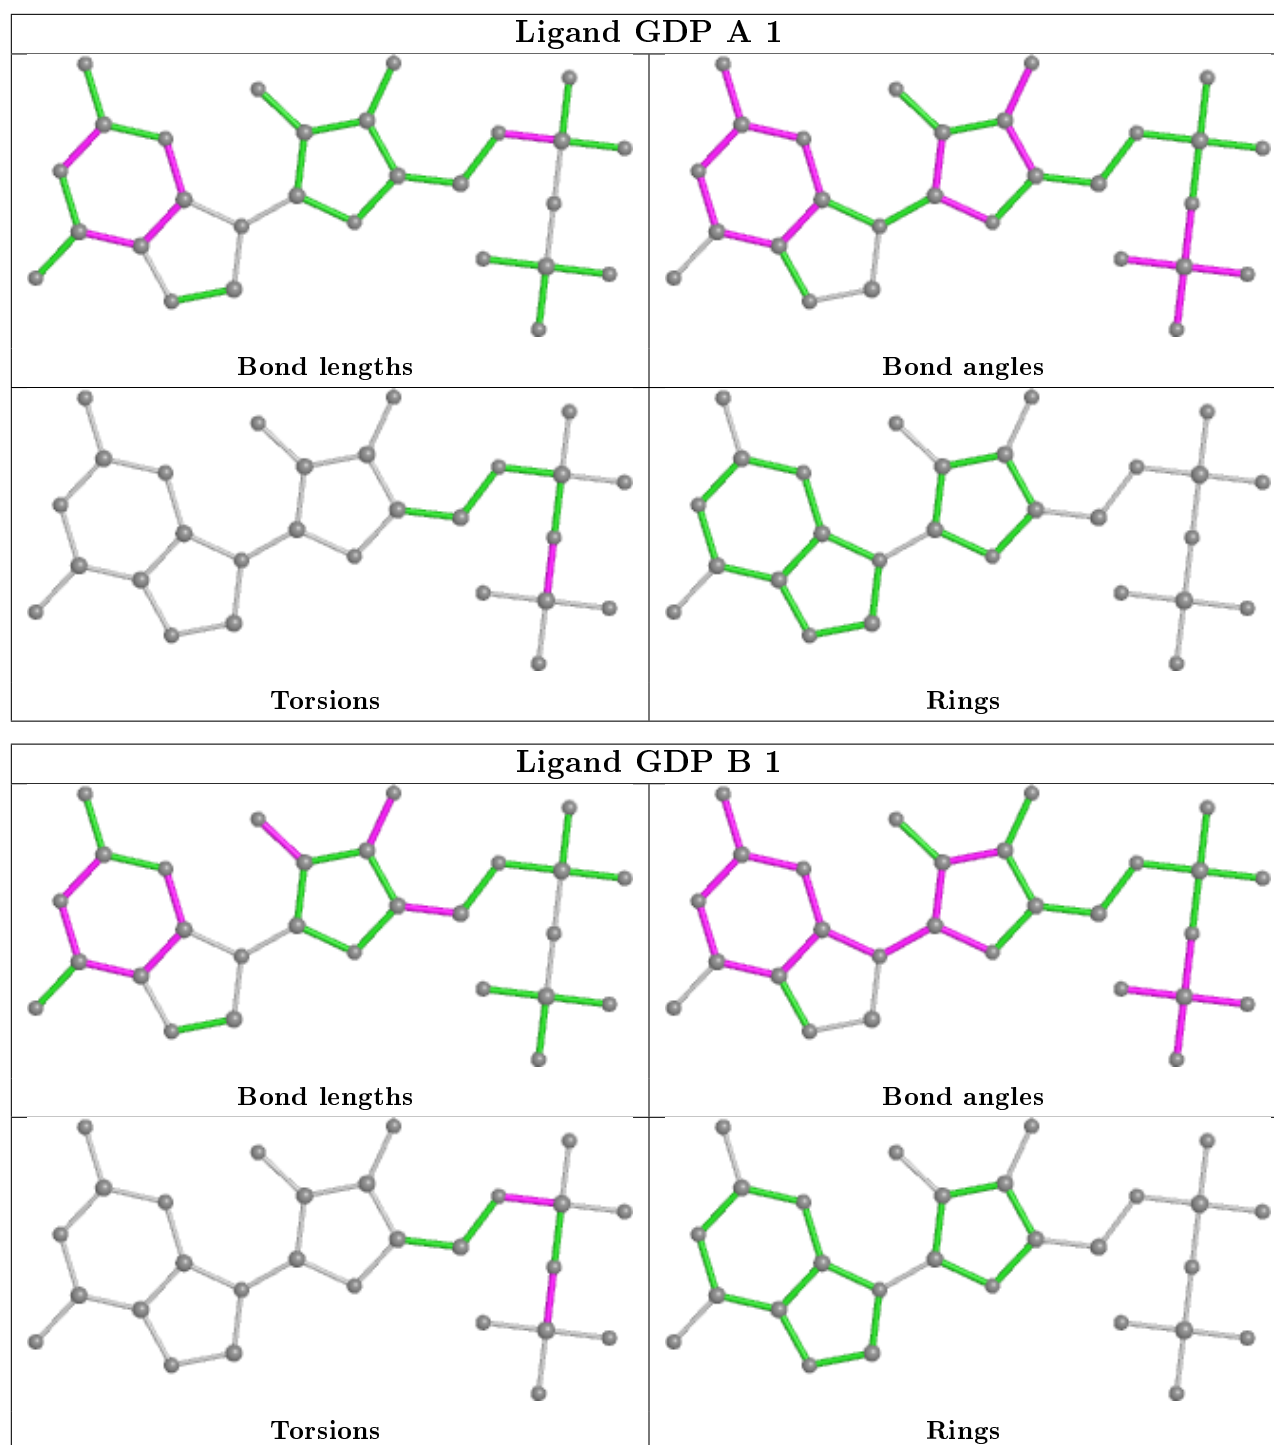 Ligand GDP A 1
Bond lengths
Bond angles
Torsions
Rings
Ligand GDP B 1
Bond lengths
Bond angles
Torsions
Rings